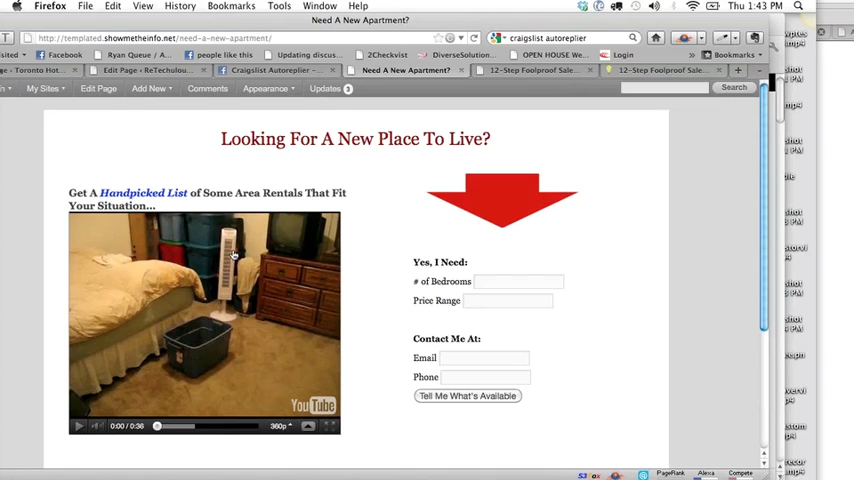 Firefox File Edit View History Bookmarks Tools Window Help Thu 1:43 PM
Need A New Apartment?
http://templated.showmetheinfo.net/need-a-new-apartment/ craigslist autoreplier
Facebook Ryan Queue / A... people like this Updating discus... 2Checkvist DiverseSolution... OPEN HOUSE We... Login Bookmarks
Edit Page ‹ ReTechulou... Craigslist Autoreplier – ... Need A New Apartment? 12-Step Foolproof Sale... 12-Step Foolproof Sale...
My Sites Edit Page Add New Comments Appearance Updates 3 Search
Looking For A New Place To Live?
Get A Handpicked List of Some Area Rentals That Fit
Your Situation...
YouTube
0:00 / 0:36 360p
Yes, I Need:
# of Bedrooms
Price Range
Contact Me At:
Email
Phone
Tell Me What's Available
PageRank Alexa Compete